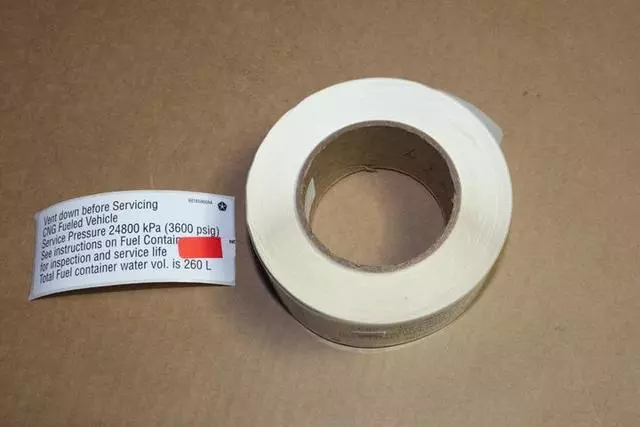 Vent down before Servicing
CNG Fueled Vehicle
Service Pressure 24800 kPa (3600 psig)
See instructions on Fuel Contain
for inspection and service life
Total Fuel container water vol. is 260 L